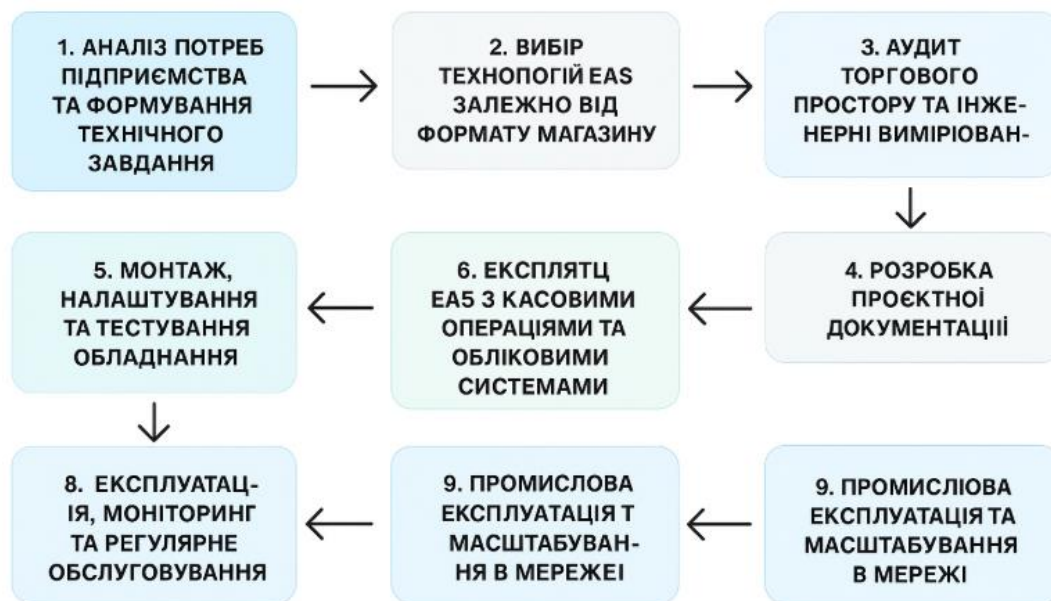 1. АНАЛІЗ ПОТРЕБ
ПІДПРИЄМСТВА
ТА ФОРМУВАННЯ
ТЕХНІЧНОГО
ЗАВДАННЯ
2. ВИБІР
ТЕХНОПОГІЙ EAS
ЗАЛЕЖНО ВІД
ФОРМАТУ МАГАЗИНУ
3. АУДИТ
ТОРГОВОГО
ПРОСТОРУ ТА ІНЖЕ-
НЕРНІ ВИМІРІОВАН-
5. МОНТАЖ,
НАЛАШТУВАННЯ
ТА ТЕСТУВАННЯ
ОБЛАДНАННЯ
6. ЕКСПЛЯТЦ
EA5 З КАСОВИМИ
ОПЕРАЦІЯМИ ТА
ОБЛІКОВИМИ
СИСТЕМАМИ
4. РОЗРОБКА
ПРОЄКТНОЇ
ДОКУМЕНТАЦІІЇ
8. ЕКСПЛУАТАЦ-
ІЯ, МОНІТОРИНГ
ТА РЕГУЛЯРНЕ
ОБСЛУГОВУВАННЯ
9. ПРОМИСЛОВА
ЕКСПЛУАТАЦІЯ Т
МАСШТАБУВАН-
НЯ В МЕРЕЖЕІ
9. ПРОМИСЛІОВА
ЕКСПЛУАТАЦІЯ ТА
МАСШТАБУВАННЯ
В МЕРЕЖІ